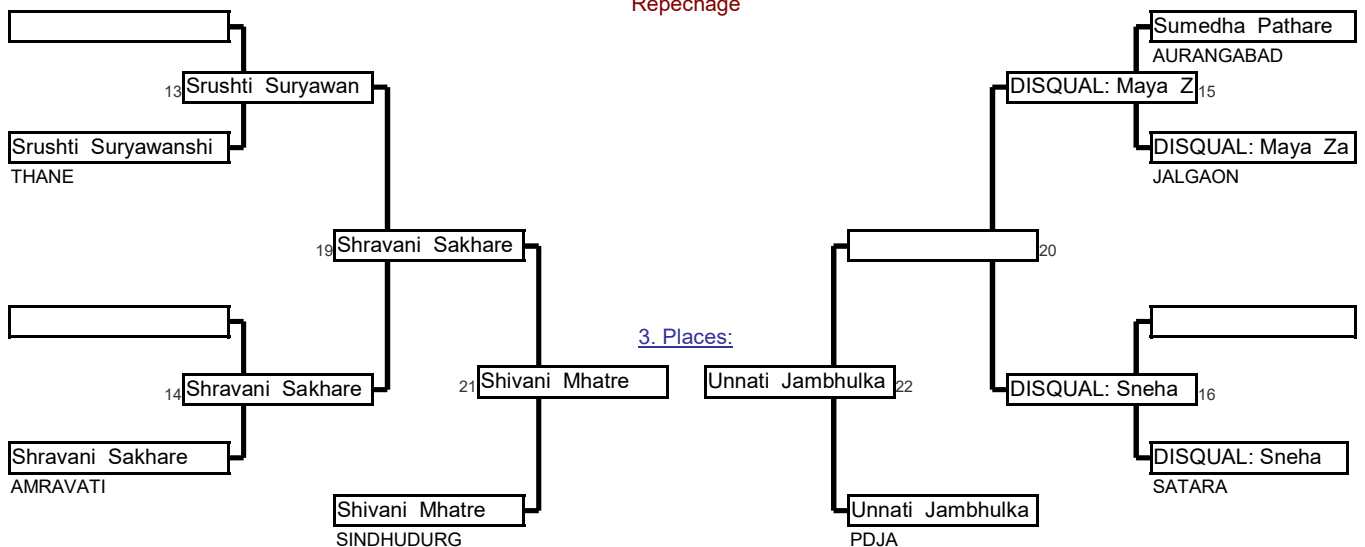 Repechage
Sumedha Pathare
AURANGABAD
13 Srushti Suryawan
DISQUAL: Maya Z 15
Srushti Suryawanshi
THANE
DISQUAL: Maya Za
JALGAON
19 Shravani Sakhare
20
3. Places:
14 Shravani Sakhare
21 Shivani Mhatre
Unnati Jambhulka 22
DISQUAL: Sneha 16
Shravani Sakhare
AMRAVATI
DISQUAL: Sneha
SATARA
Shivani Mhatre
SINDHUDURG
Unnati Jambhulka
PDJA